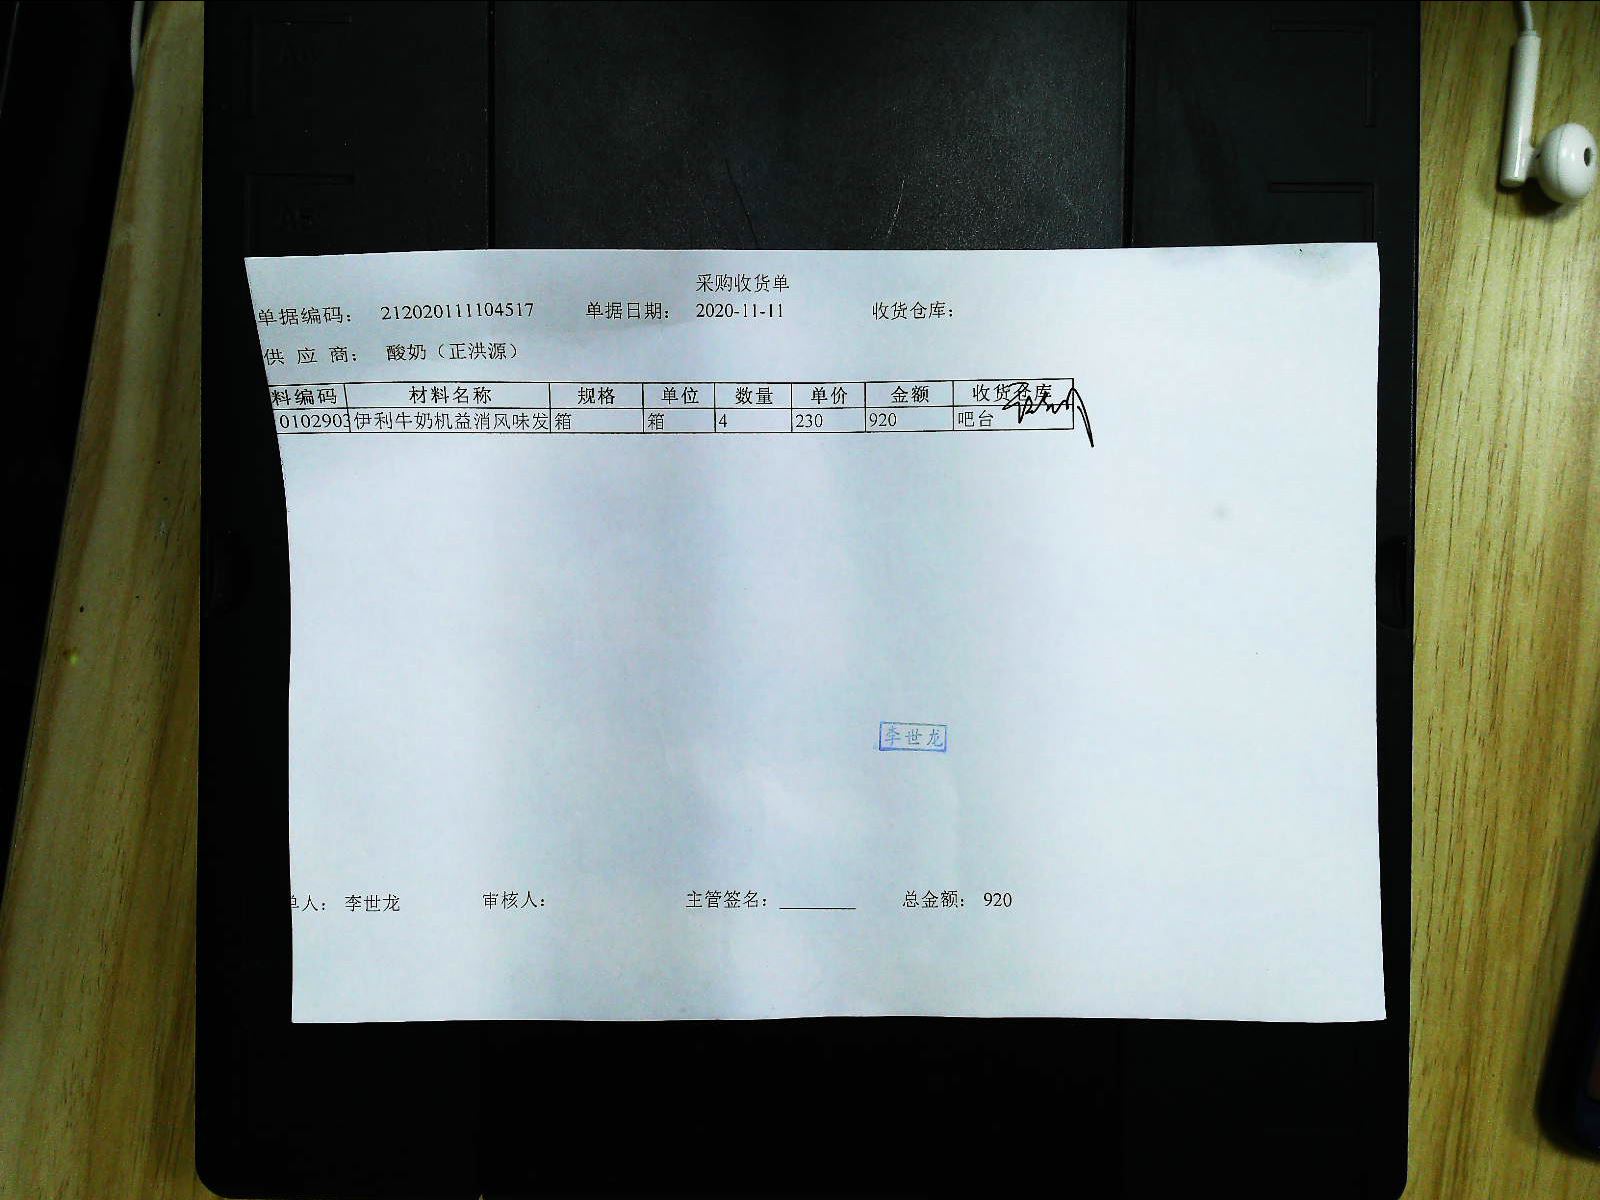 采购收货单
单据编码： 212020111104517 单据日期： 2020-11-11 收货仓库：
供 应 商： 酸奶（正洪源）
料编码 材料名称 规格 单位 数量 单价 金额 收货仓库
0102903 伊利牛奶机益消风味发 箱 箱 4 230 920 吧台
李世龙
单人： 李世龙 审核人： 主管签名： ________ 总金额： 920